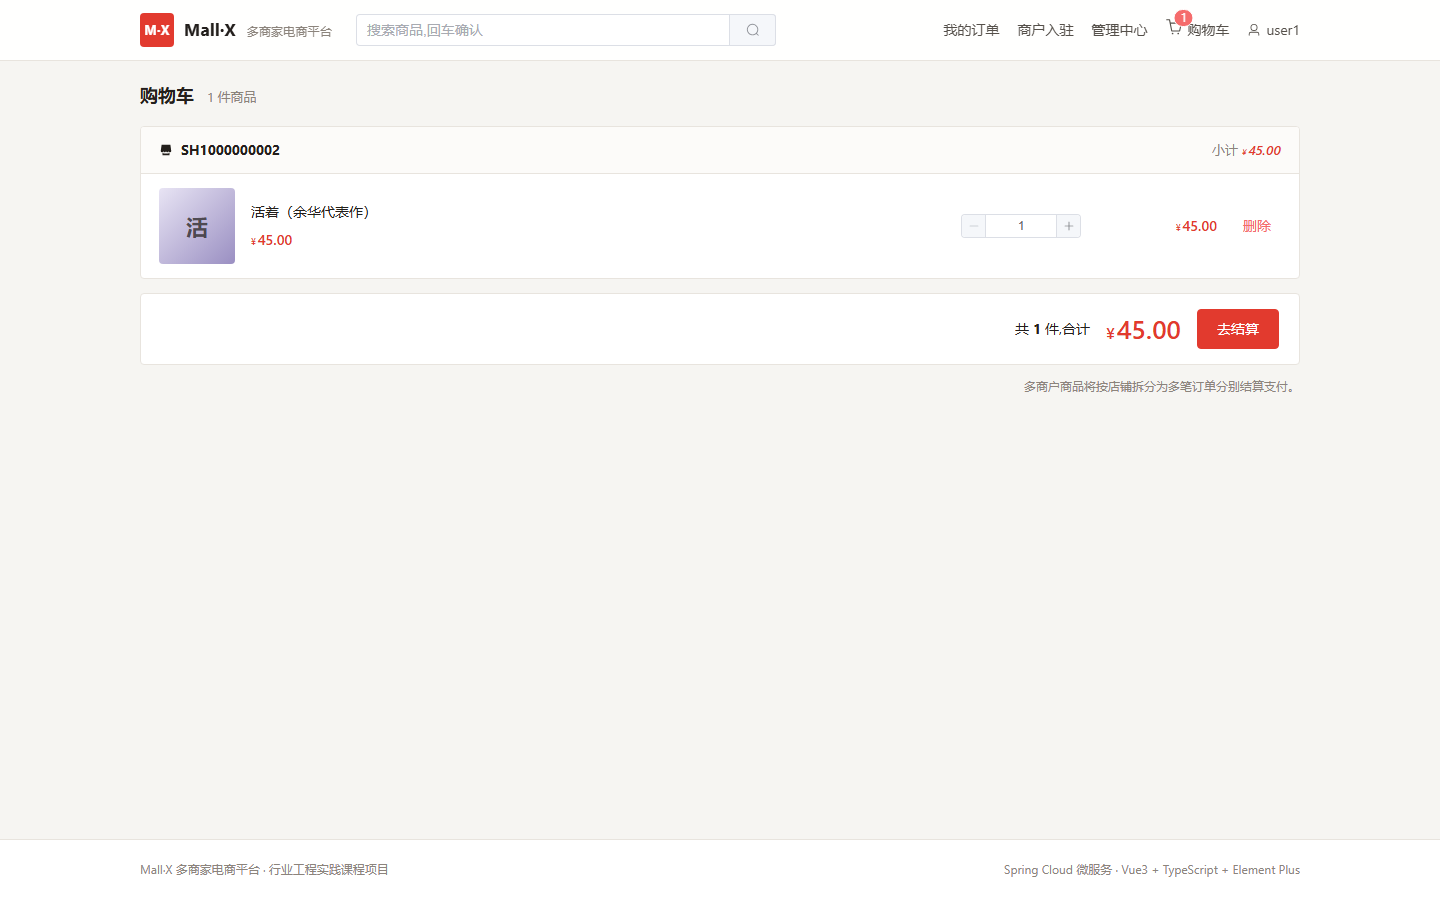 M·X Mall·X 多商家电商平台 搜索商品,回车确认 我的订单 商户入驻 管理中心 1 购物车 user1
购物车 1 件商品
SH1000000002 小计 ¥45.00
活 活着（余华代表作）
¥45.00
1 ¥45.00 删除
共 1 件,合计 ¥45.00 去结算
多商户商品将按店铺拆分为多笔订单分别结算支付。
Mall·X 多商家电商平台 · 行业工程实践课程项目 Spring Cloud 微服务 · Vue3 + TypeScript + Element Plus